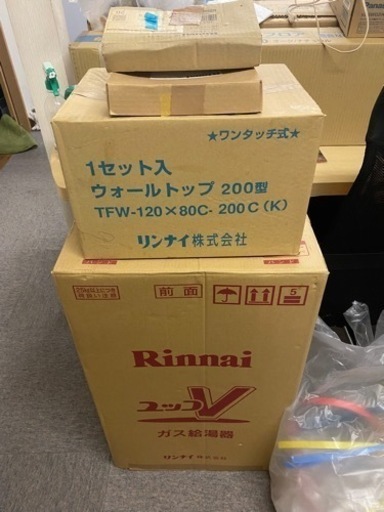 Pana
★ワンタッチ式★
1セット入
ウォールトップ 200型
TFW-120×80C-200C(K)
リンナイ株式会社
前面
5
Rinnai
ユッコV
ガス給湯器
リンナイ株式会社